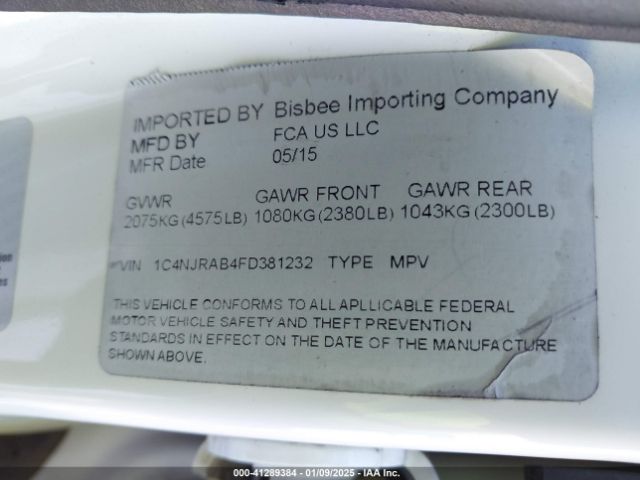 IMPORTED BY Bisbee Importing Company
MFD BY FCA US LLC
MFR Date 05/15
GVWR GAWR FRONT GAWR REAR
2075KG (4575LB) 1080KG (2380LB) 1043KG (2300LB)
VIN 1C4NJRAB4FD381232 TYPE MPV
THIS VEHICLE CONFORMS TO ALL APLLICABLE FEDERAL
MOTOR VEHICLE SAFETY AND THEFT PREVENTION
STANDARDS IN EFFECT ON THE DATE OF THE MANUFACTURE
SHOWN ABOVE.
000-41289384 - 01/09/2025 - IAA Inc.